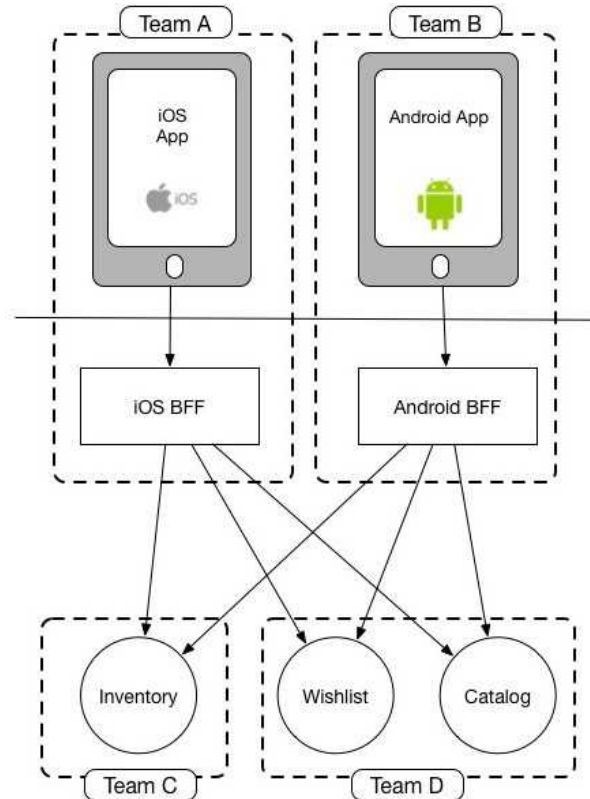 Team A
Team B
iOS
App
Android App
iOS
iOS BFF
Android BFF
Inventory
Wishlist
Catalog
Team C
Team D